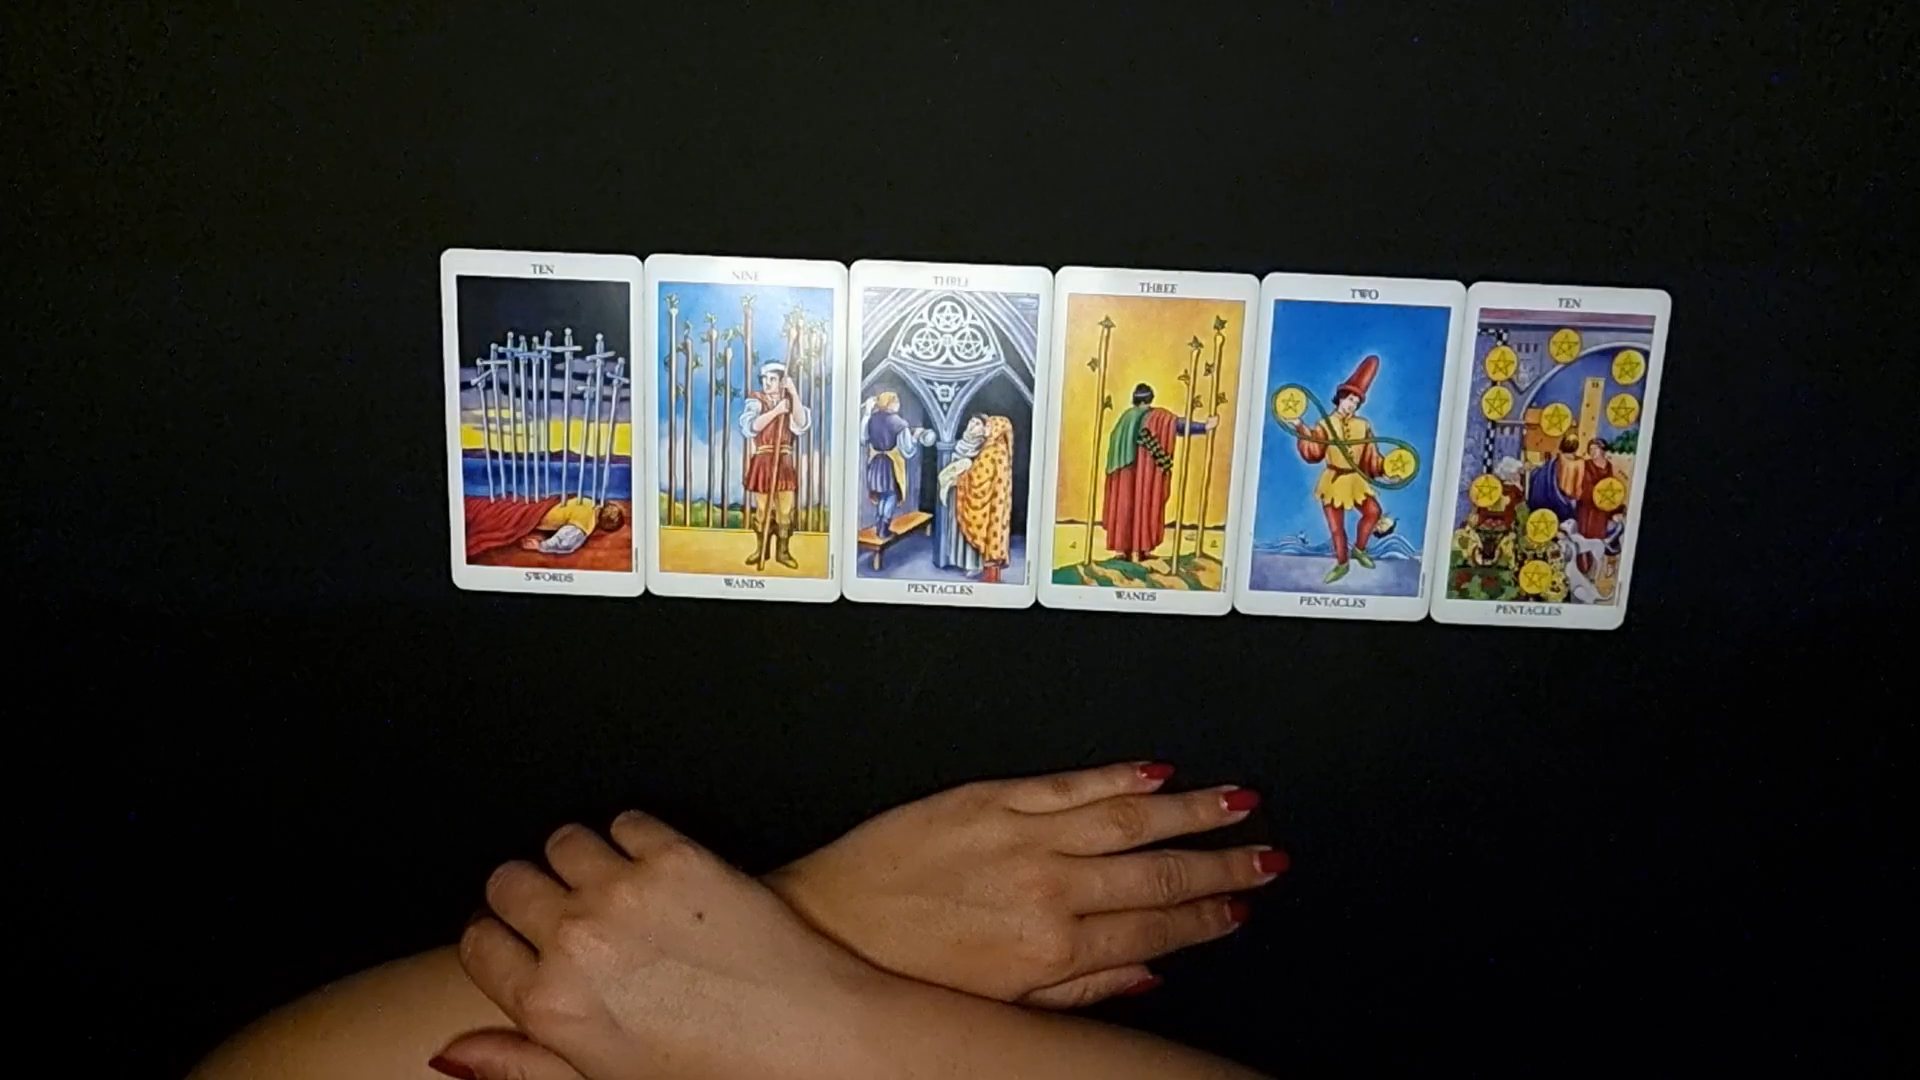 TEN
SWORDS
NINE
WANDS
THREE
PENTACLES
THREE
WANDS
TWO
PENTACLES
TEN
PENTACLES